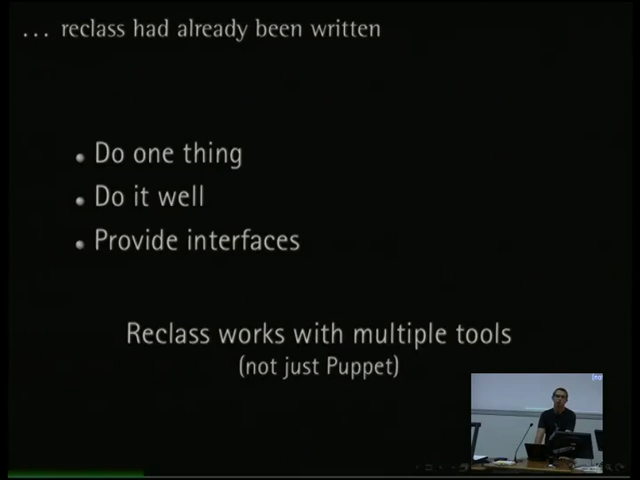 ... reclass had already been written
Do one thing
Do it well
Provide interfaces
Reclass works with multiple tools
(not just Puppet)